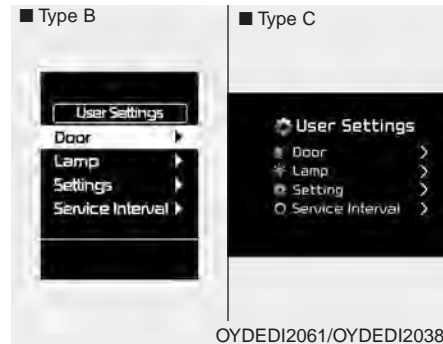 ■ Type B
User Settings
Door
Lamp
Settings
Service Interval
■ Type C
User Settings
Door
Lamp
Setting
Service Interval
OYDEDI2061/OYDEDI2038